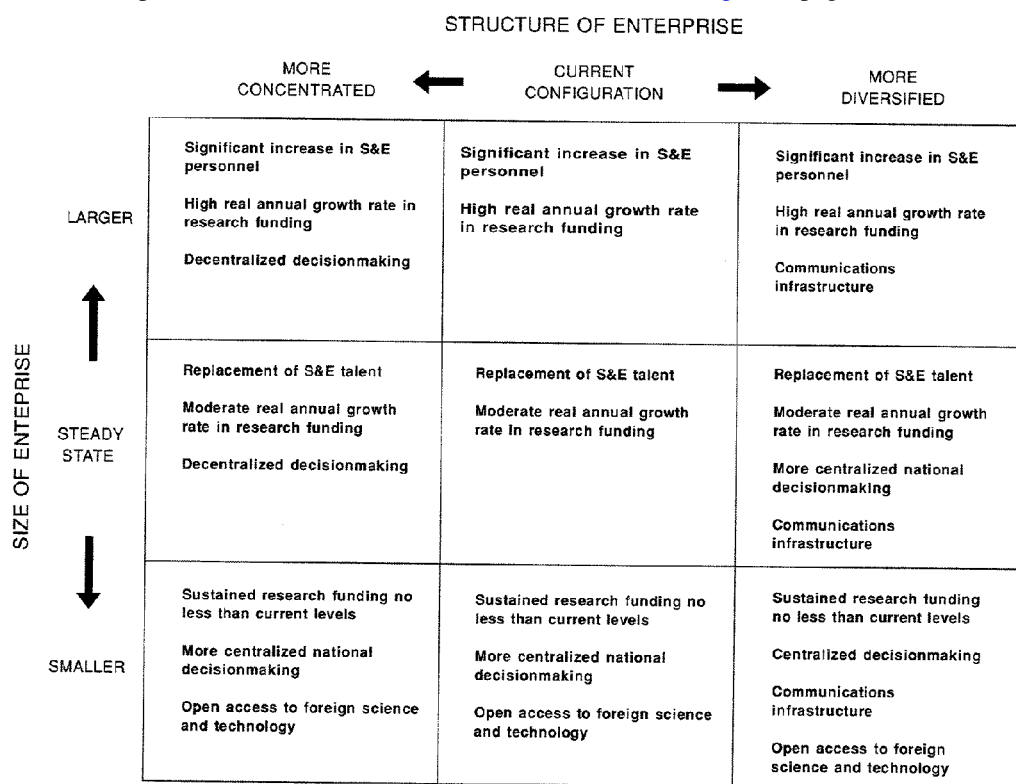 STRUCTURE OF ENTERPRISE
MORE
CONCENTRATED
CURRENT
CONFIGURATION
MORE
DIVERSIFIED
SIZE OF ENTEPRISE
LARGER
Significant increase in S&E
personnel
High real annual growth rate in
research funding
Decentralized decisionmaking
Significant increase in S&E
personnel
High real annual growth rate
in research funding
Significant increase in S&E
personnel
High real annual growth rate
in research funding
Communications
infrastructure
STEADY
STATE
Replacement of S&E talent
Moderate real annual growth
rate in research funding
Decentralized decisionmaking
Replacement of S&E talent
Moderate real annual growth
rate in research funding
Replacement of S&E talent
Moderate real annual growth
rate in research funding
More centralized national
decisionmaking
Communications
infrastructure
SMALLER
Sustained research funding no
less than current levels
More centralized national
decisionmaking
Open access to foreign science
and technology
Sustained research funding no
less than current levels
More centralized national
decisionmaking
Open access to foreign science
and technology
Sustained research funding
no less than current levels
Centralized decisionmaking
Communications
infrastructure
Open access to foreign
science and technology